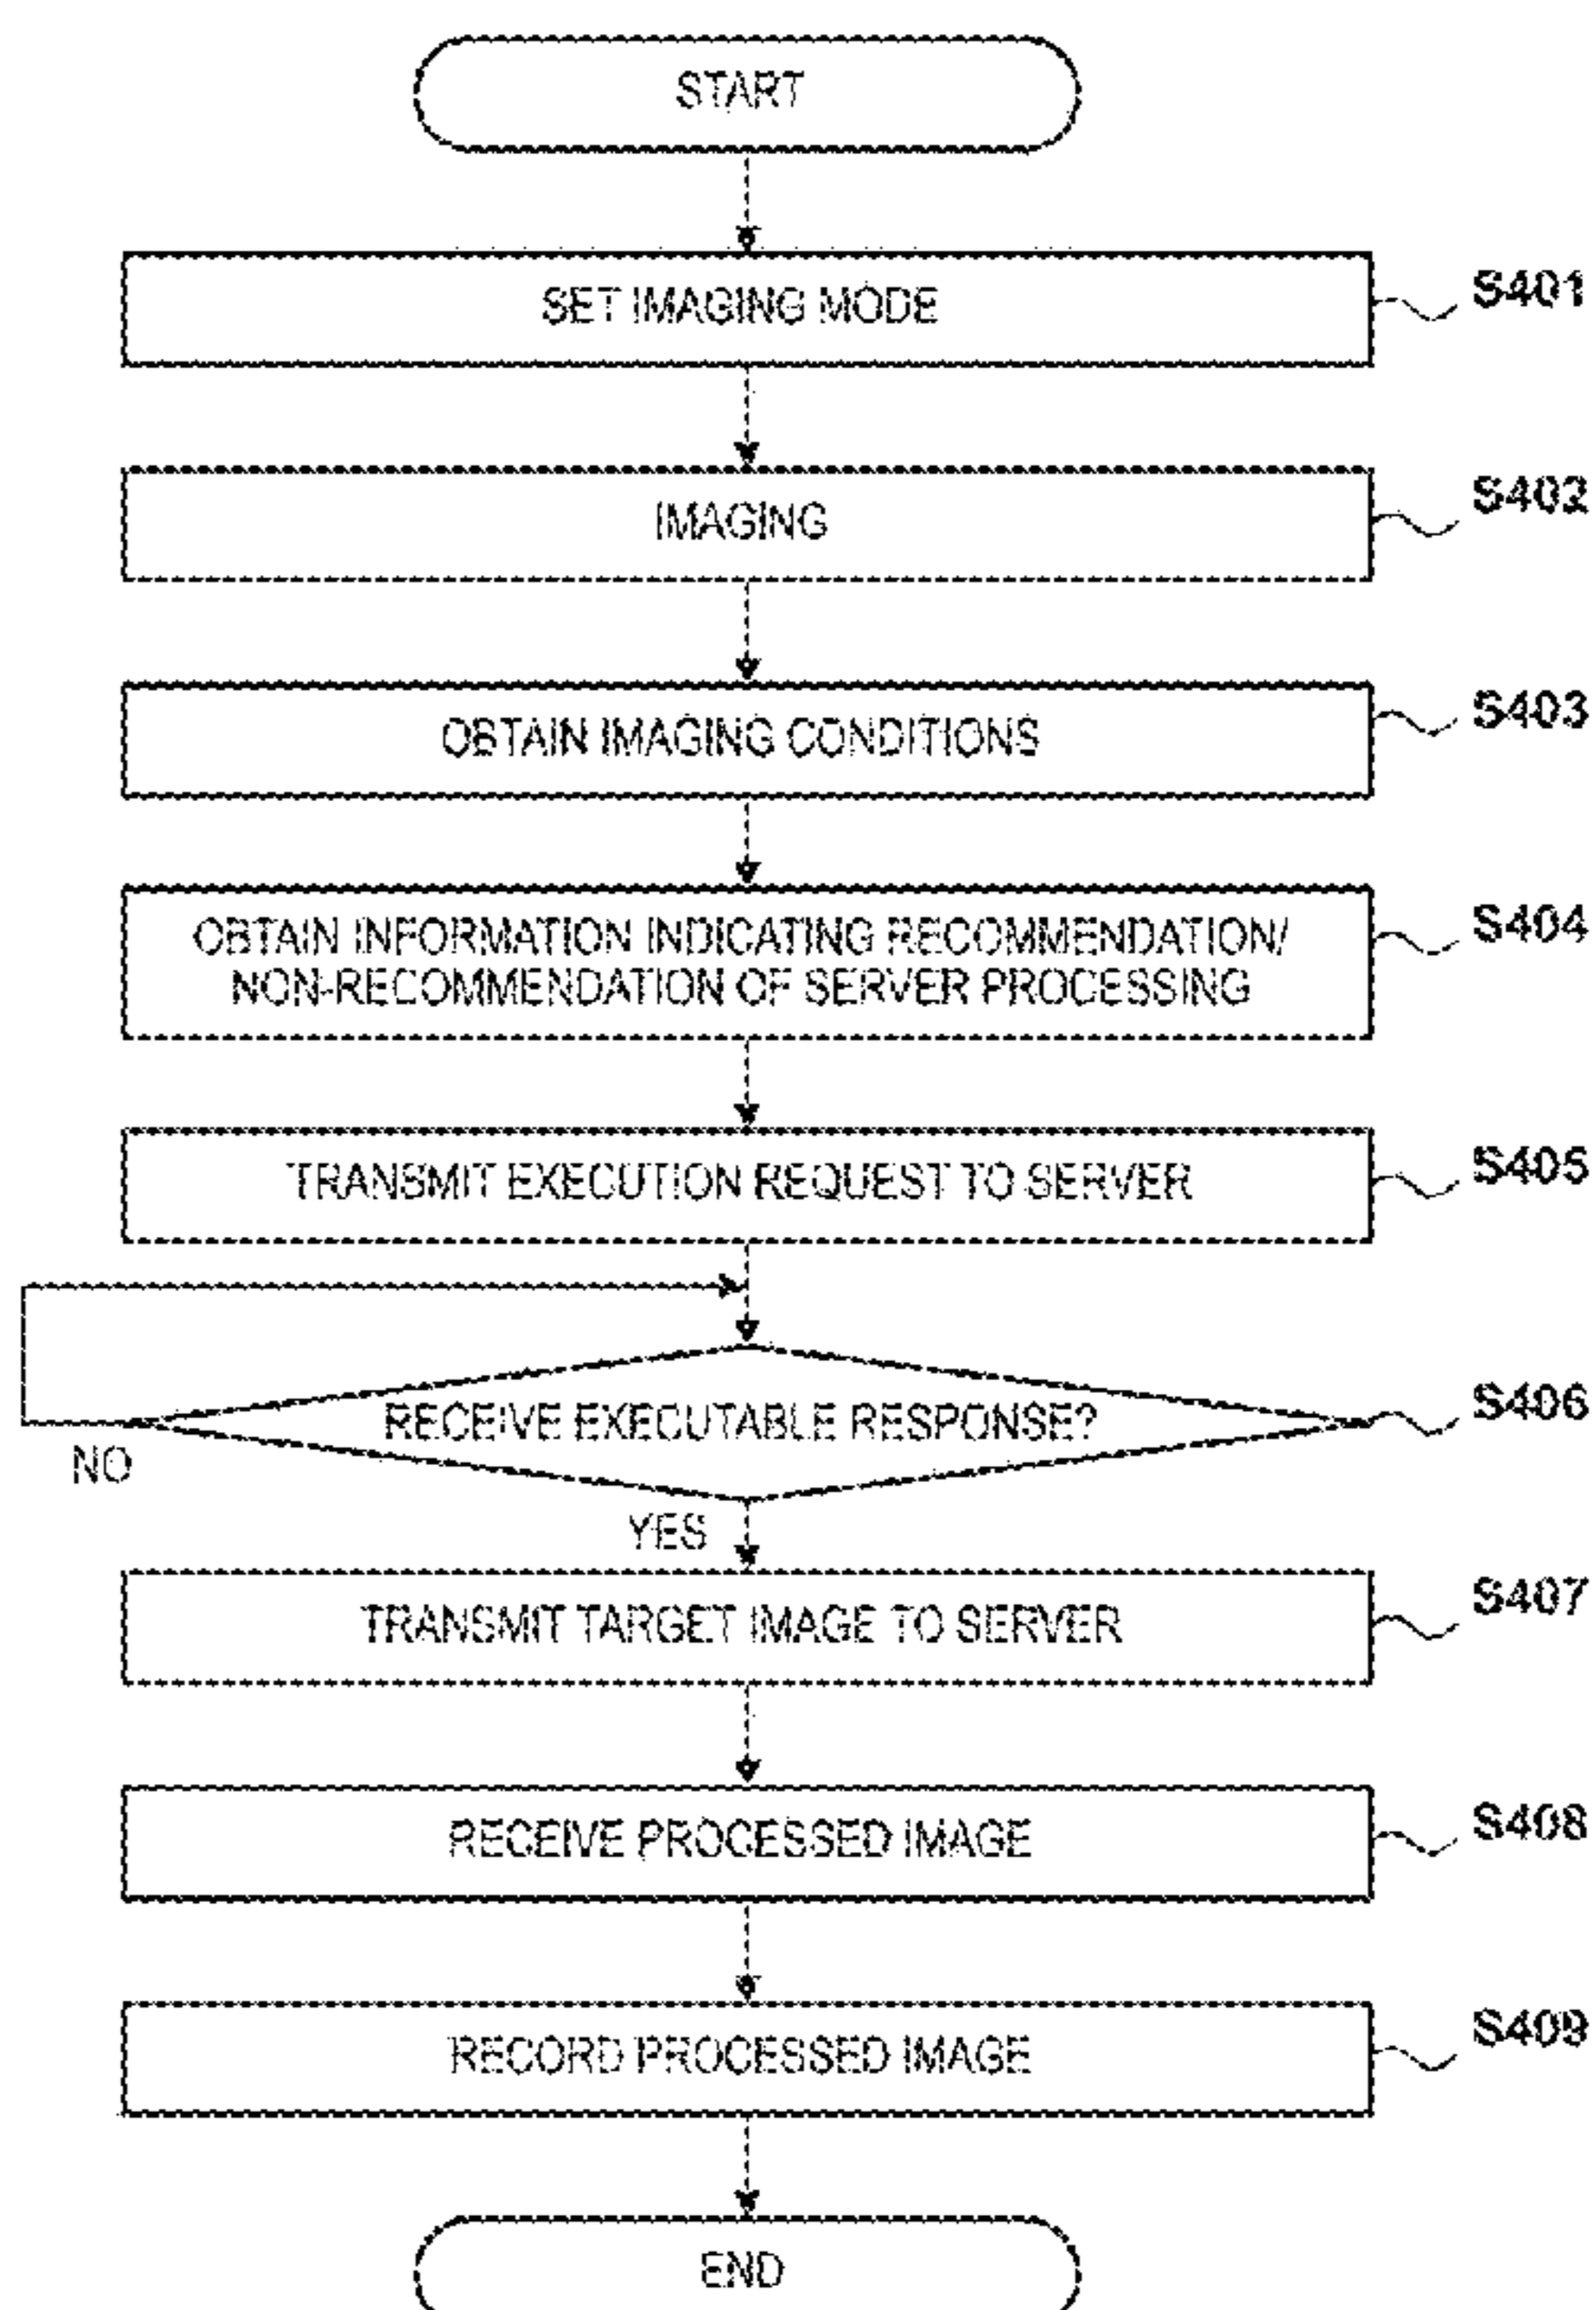 START
SET IMAGING MODE
S401
IMAGING
S402
OBTAIN IMAGING CONDITIONS
S403
OBTAIN INFORMATION INDICATING RECOMMENDATION/
NON-RECOMMENDATION OF SERVER PROCESSING
S404
TRANSMIT EXECUTION REQUEST TO SERVER
S405
RECEIVE EXECUTABLE RESPONSE?
S406
NO
YES
TRANSMIT TARGET IMAGE TO SERVER
S407
RECEIVE PROCESSED IMAGE
S408
RECORD PROCESSED IMAGE
S409
END